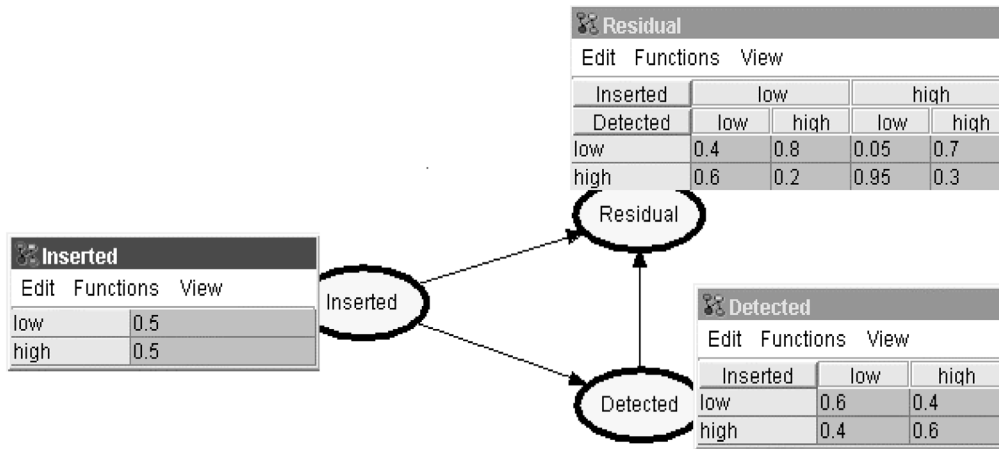 Residual
Edit Functions View
Inserted low high
Detected low high low high
low 0.4 0.8 0.05 0.7
high 0.6 0.2 0.95 0.3
Residual
Inserted
Edit Functions View
low 0.5
high 0.5
Inserted
Detected
Edit Functions View
Inserted low high
low 0.6 0.4
high 0.4 0.6
Detected